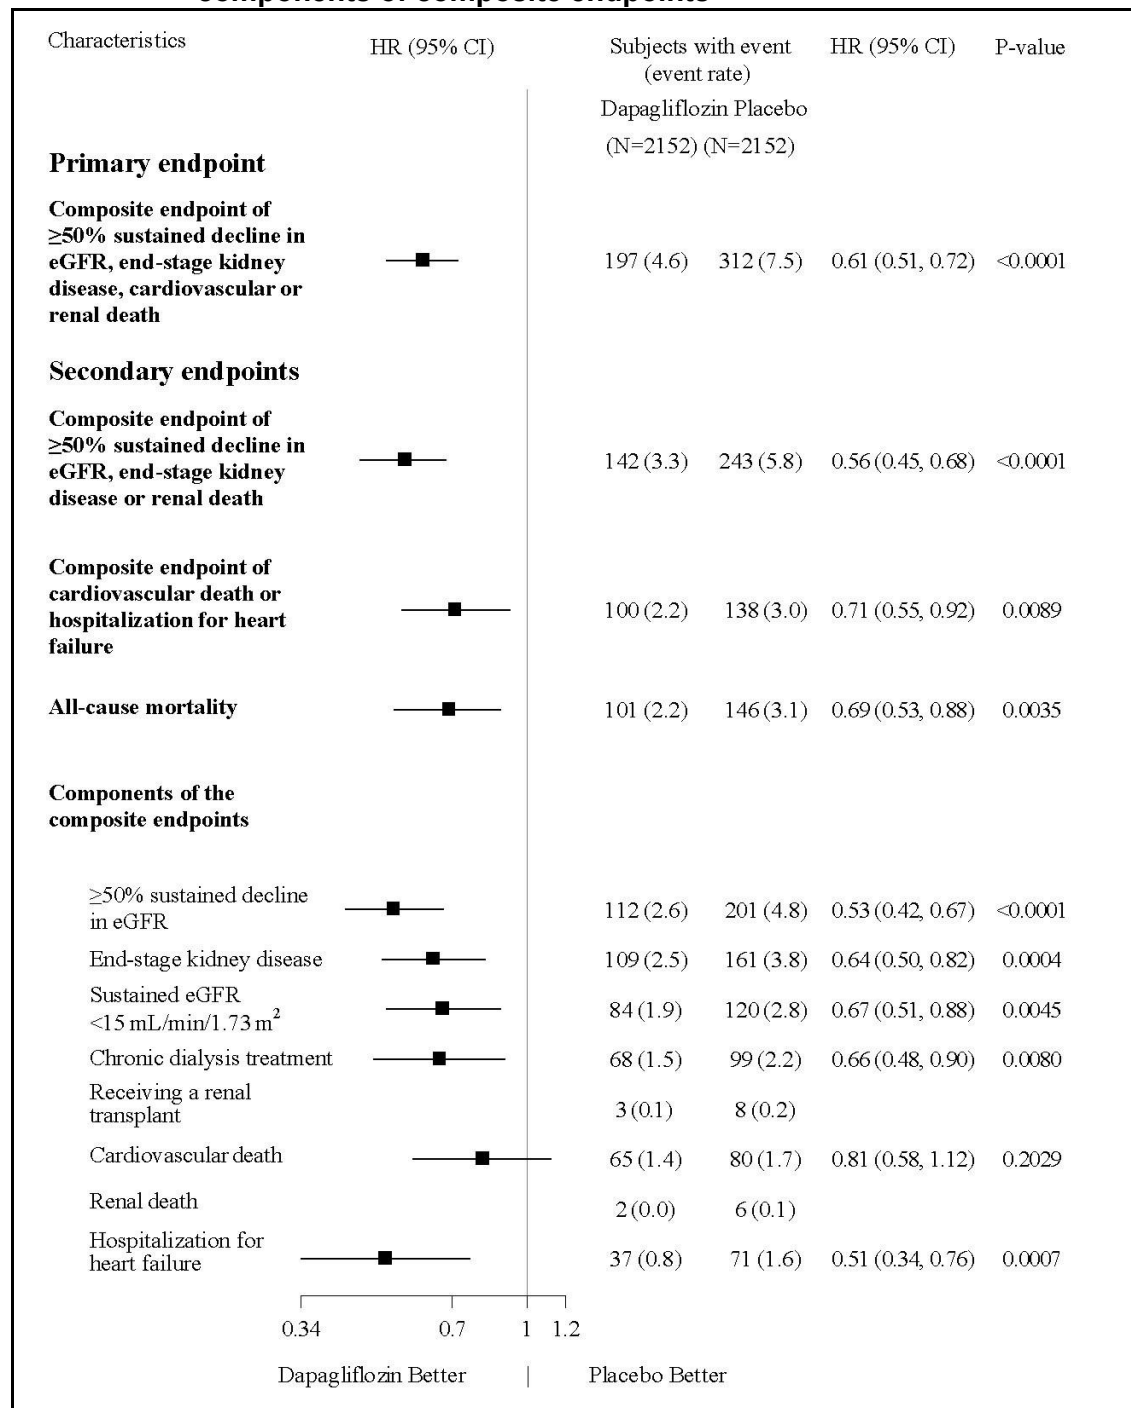 components of composite endpoints
Characteristics HR (95% CI) Subjects with event HR (95% CI) P-value
(event rate)
Dapagliflozin Placebo
(N=2152) (N=2152)
Primary endpoint
Composite endpoint of
≥50% sustained decline in
eGFR, end-stage kidney 197 (4.6) 312 (7.5) 0.61 (0.51, 0.72) <0.0001
disease, cardiovascular or
renal death
Secondary endpoints
Composite endpoint of
≥50% sustained decline in
eGFR, end-stage kidney 142 (3.3) 243 (5.8) 0.56 (0.45, 0.68) <0.0001
disease or renal death
Composite endpoint of
cardiovascular death or
hospitalization for heart 100 (2.2) 138 (3.0) 0.71 (0.55, 0.92) 0.0089
failure
All-cause mortality 101 (2.2) 146 (3.1) 0.69 (0.53, 0.88) 0.0035
Components of the
composite endpoints
≥50% sustained decline
in eGFR 112 (2.6) 201 (4.8) 0.53 (0.42, 0.67) <0.0001
End-stage kidney disease 109 (2.5) 161 (3.8) 0.64 (0.50, 0.82) 0.0004
Sustained eGFR
<15 mL/min/1.73 m² 84 (1.9) 120 (2.8) 0.67 (0.51, 0.88) 0.0045
Chronic dialysis treatment 68 (1.5) 99 (2.2) 0.66 (0.48, 0.90) 0.0080
Receiving a renal
transplant 3 (0.1) 8 (0.2)
Cardiovascular death 65 (1.4) 80 (1.7) 0.81 (0.58, 1.12) 0.2029
Renal death 2 (0.0) 6 (0.1)
Hospitalization for
heart failure 37 (0.8) 71 (1.6) 0.51 (0.34, 0.76) 0.0007
0.34 0.7 1 1.2
Dapagliflozin Better | Placebo Better